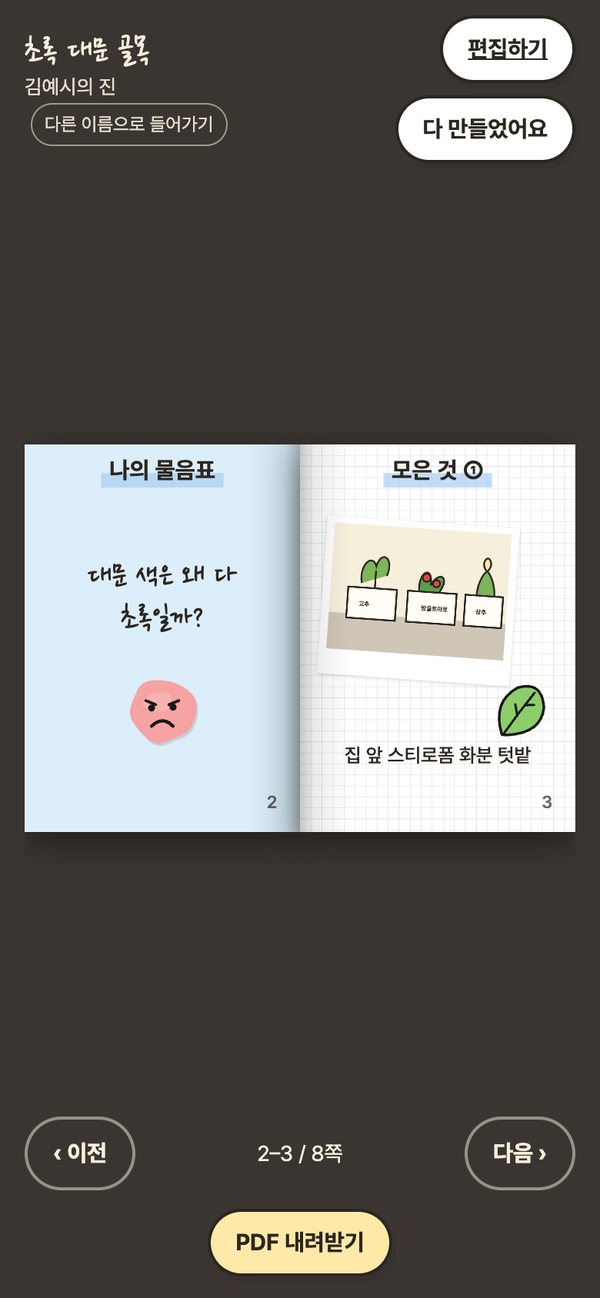 초록 대문 골목
김예시의 진
다른 이름으로 들어가기
편집하기
다 만들었어요
나의 물음표
대문 색은 왜 다
초록일까?
2
모은 것 ①
고추
방울토마토
상추
집 앞 스티로폼 화분 텃밭
3
‹ 이전
2–3 / 8쪽
다음 ›
PDF 내려받기